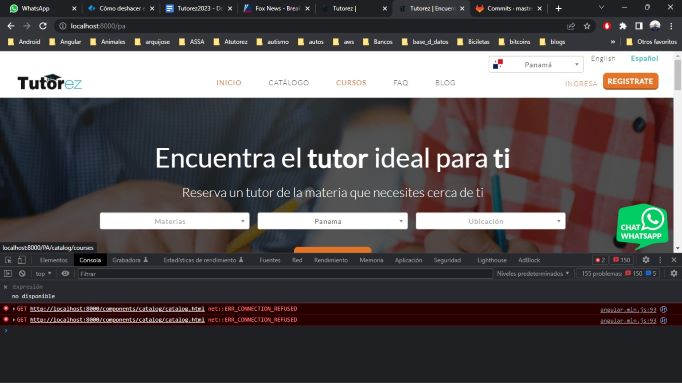 WhatsApp
Cómo deshacer e
Tutorez2023 - Do
Fox News - Break
Tutorez |
Tutorez | Encuent
Commits · master
localhost:8000/pa
Android Angular Animales arquijose ASSA Atutorez autismo autos aws Bancos base_d_datos Bicicletas bitcoins blogs » Otros favoritos
Panamá
English
Español
Tutorez
INICIO CATÁLOGO CURSOS FAQ BLOG INGRESA REGISTRATE
Encuentra el tutor ideal para ti
Reserva un tutor de la materia que necesites cerca de ti
Materias Panama Ubicación
CHAT
WHATSAPP
localhost:8000/PA/catalog/courses
Elementos Consola Grabadora Estadísticas de rendimiento Fuentes Red Rendimiento Memoria Aplicación Seguridad Lighthouse AdBlock 2 150
top Filtrar Niveles predeterminados 155 problemas: 150 5
Expresión
no disponible
GET http://localhost:8000/components/catalog/catalog.html net::ERR_CONNECTION_REFUSED angular.min.js:93
GET http://localhost:8000/components/catalog/catalog.html net::ERR_CONNECTION_REFUSED angular.min.js:93